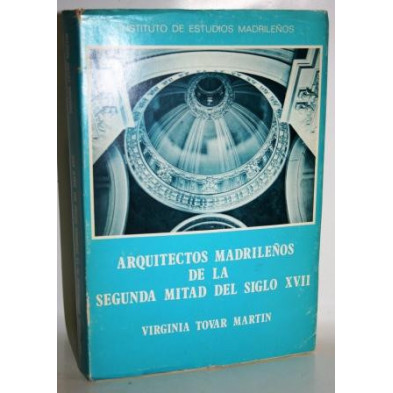 INSTITUTO DE ESTUDIOS MADRILEÑOS
ARQUITECTOS MADRILEÑOS
DE LA
SEGUNDA MITAD DEL SIGLO XVII
VIRGINIA TOVAR MARTIN